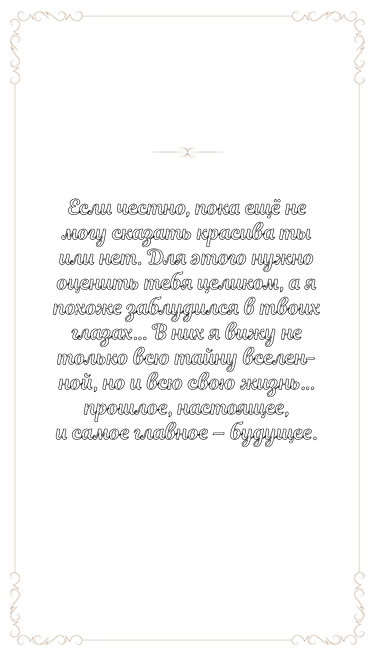 Если честно, пока ещё не
могу сказать красива ты
или нет. Для этого нужно
оценить тебя целиком, а я
похоже заблудился в твоих
глазах... В них я вижу не
только всю тайну вселен-
ной, но и всю свою жизнь...
прошлое, настоящее,
и самое главное – будущее.